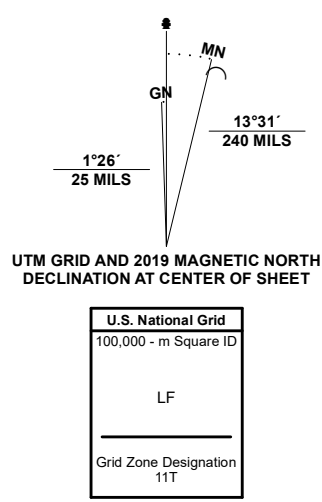 MN
GN
13°31´
240 MILS
1°26´
25 MILS
UTM GRID AND 2019 MAGNETIC NORTH
DECLINATION AT CENTER OF SHEET
U.S. National Grid
100,000 - m Square ID
LF
Grid Zone Designation
11T